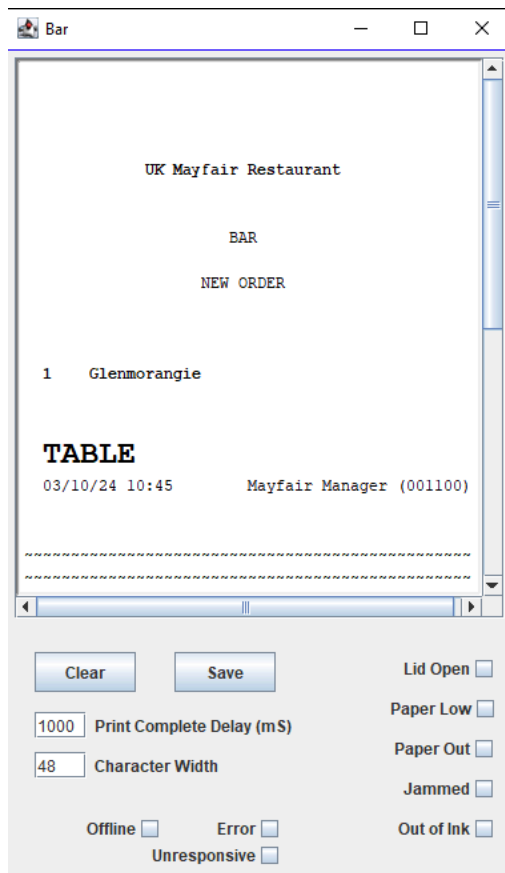 Bar
UK Mayfair Restaurant
BAR
NEW ORDER
1 Glenmorangie
TABLE
03/10/24 10:45 Mayfair Manager (001100)
~~~~~~~~~~~~~~~~~~~~~~~~~~~~~~~~~~~~~~~~~~~~~~~~
~~~~~~~~~~~~~~~~~~~~~~~~~~~~~~~~~~~~~~~~~~~~~~~~
Clear Save Lid Open
Paper Low
1000 Print Complete Delay (mS)
Paper Out
48 Character Width
Jammed
Offline Error Out of Ink
Unresponsive